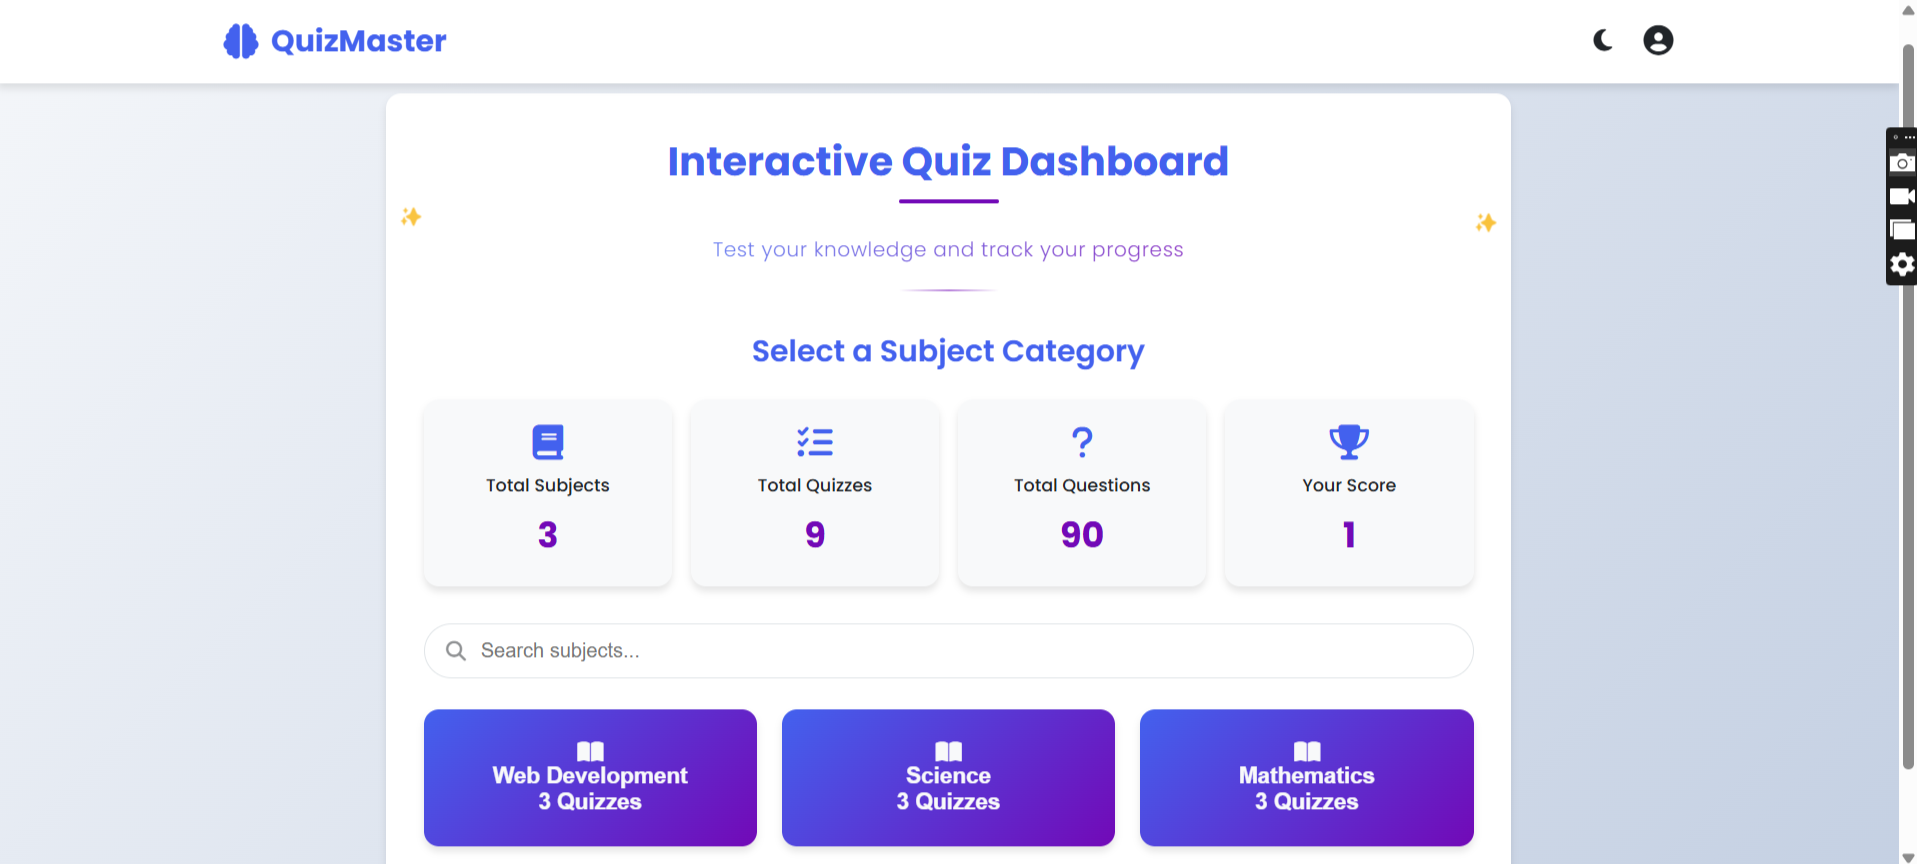 QuizMaster
Interactive Quiz Dashboard
Test your knowledge and track your progress
Select a Subject Category
Total Subjects
3
Total Quizzes
9
Total Questions
90
Your Score
1
Search subjects...
Web Development
3 Quizzes
Science
3 Quizzes
Mathematics
3 Quizzes